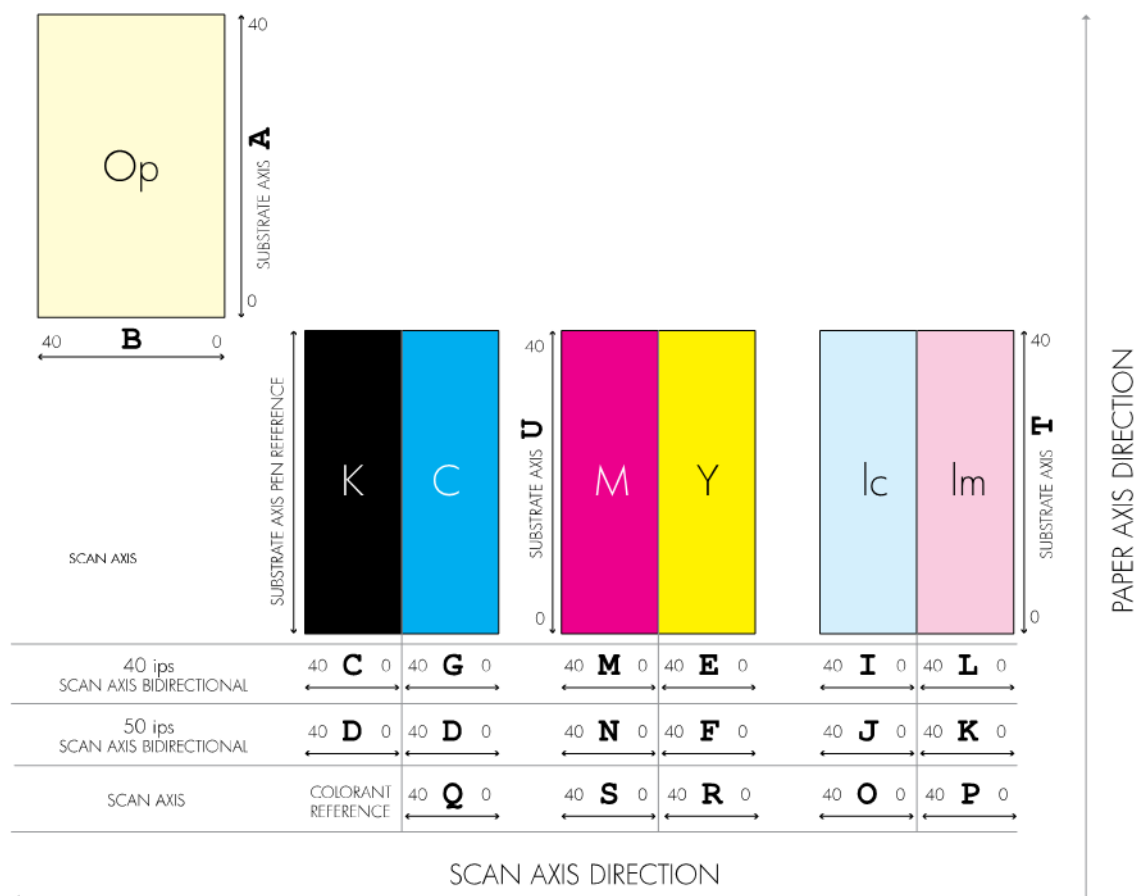 40
Op
SUBSTRATE AXIS A
0
40 B 0
SUBSTRATE AXIS PEN REFERENCE
K
C
40
SUBSTRATE AXIS U
0
M
Y
lc
lm
40
SUBSTRATE AXIS T
0
PAPER AXIS DIRECTION
SCAN AXIS
40 ips
SCAN AXIS BIDIRECTIONAL
40 C 0 40 G 0 40 M 0 40 E 0 40 I 0 40 L 0
50 ips
SCAN AXIS BIDIRECTIONAL
40 D 0 40 D 0 40 N 0 40 F 0 40 J 0 40 K 0
SCAN AXIS
COLORANT
REFERENCE
40 Q 0 40 S 0 40 R 0 40 O 0 40 P 0
SCAN AXIS DIRECTION